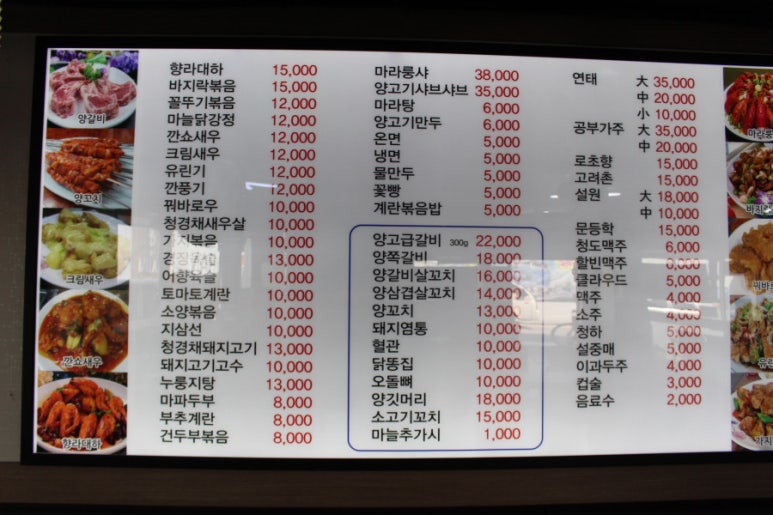 향라대하 15,000
바지락볶음 15,000
꼴뚜기볶음 12,000
마늘닭강정 12,000
깐쇼새우 12,000
크림새우 12,000
유린기 12,000
깐풍기 12,000
꿔바로우 10,000
청경채새우살 10,000
가지볶음 10,000
경장육슬 13,000
어향육슬 10,000
토마토계란 10,000
소양볶음 10,000
지삼선 10,000
청경채돼지고기 13,000
돼지고기고수 10,000
누룽지탕 13,000
마파두부 8,000
부추계란 8,000
건두부볶음 8,000
마라룽샤 38,000
양고기샤브샤브 35,000
마라탕 6,000
양고기만두 6,000
온면 5,000
냉면 5,000
물만두 5,000
꽃빵 5,000
계란볶음밥 5,000
양고급갈비 300g 22,000
양쪽갈비 18,000
양갈비살꼬치 16,000
양삼겹살꼬치 14,000
양꼬치 13,000
돼지염통 10,000
혈관 10,000
닭똥집 10,000
오돌뼈 10,000
양깃머리 18,000
소고기꼬치 15,000
마늘추가시 1,000
연태 大 35,000
中 20,000
小 10,000
공부가주 大 35,000
中 20,000
로초향 15,000
고려촌 15,000
설원 大 18,000
中 10,000
문등학 15,000
청도맥주 6,000
할빈맥주
클라우드 5,000
맥주 4,000
소주 4,000
청하 5,000
설중매 5,000
이과두주 4,000
컵술 3,000
음료수 2,000
양갈비
양꼬치
크림새우
깐쇼새우
향라대하